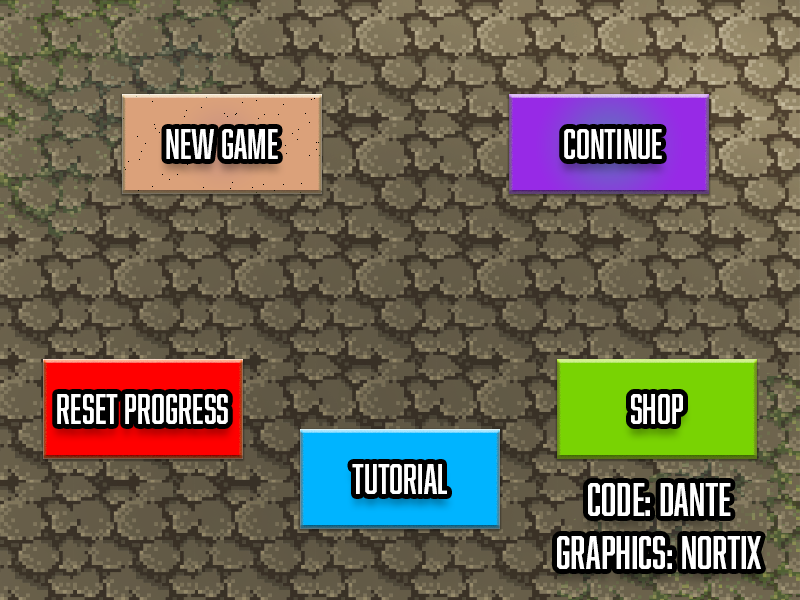 NEW GAME
CONTINUE
RESET PROGRESS
SHOP
TUTORIAL
CODE: DANTE
GRAPHICS: NORTIX